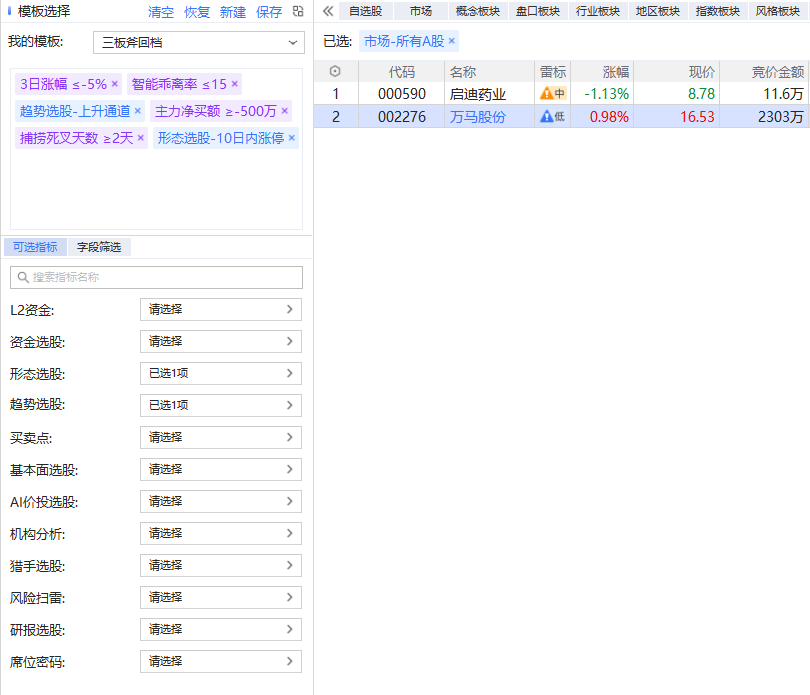 模板选择 清空 恢复 新建 保存
我的模板: 三板斧回档
3日涨幅 ≤-5% × 智能乖离率 ≤15 ×
趋势选股-上升通道 × 主力净买额 ≥-500万 ×
捕捞死叉天数 ≥2天 × 形态选股-10日内涨停 ×
可选指标 字段筛选
搜索指标名称
L2资金: 请选择
资金选股: 请选择
形态选股: 已选1项
趋势选股: 已选1项
买卖点: 请选择
基本面选股: 请选择
AI价投选股: 请选择
机构分析: 请选择
猎手选股: 请选择
风险扫雷: 请选择
研报选股: 请选择
席位密码: 请选择
自选股 市场 概念板块 盘口板块 行业板块 地区板块 指数板块 风格板块
已选: 市场-所有A股 ×
代码 名称 雷标 涨幅 现价 竞价金额
1 000590 启迪药业 中 -1.13% 8.78 11.6万
2 002276 万马股份 低 0.98% 16.53 2303万